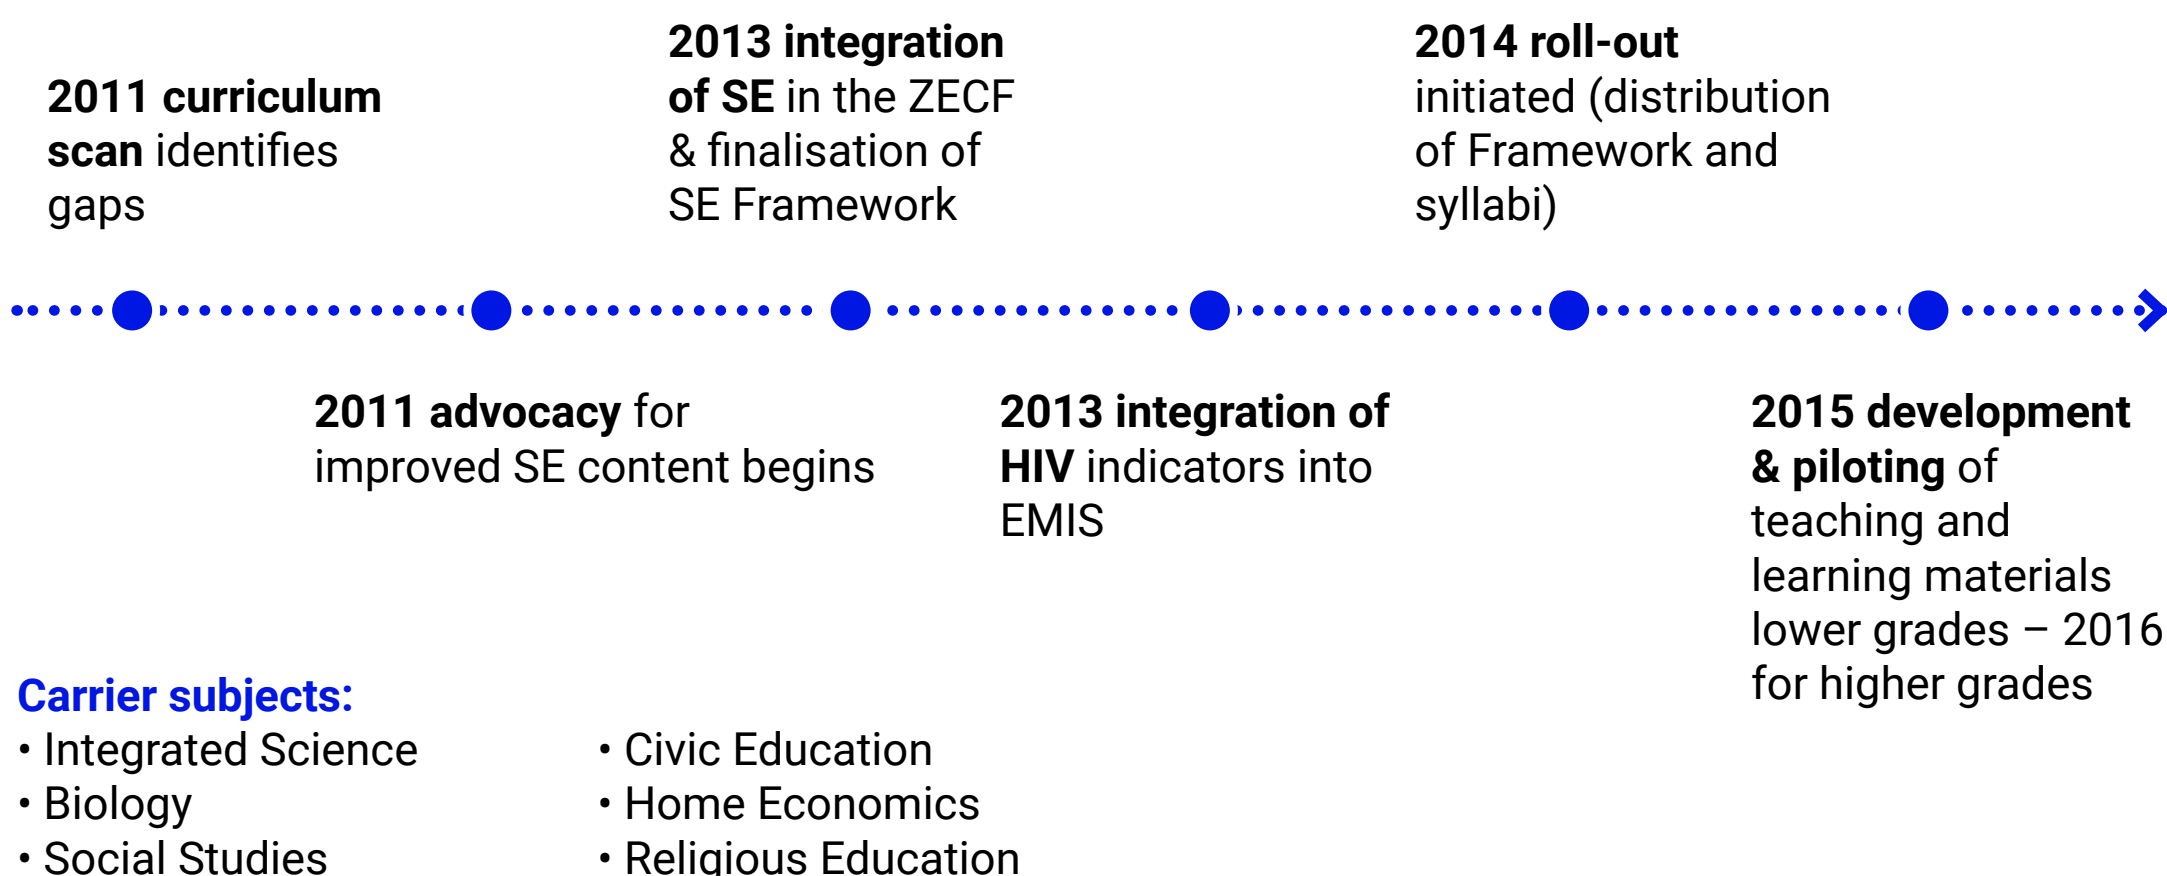 2011 curriculum
scan identifies
gaps
2011 advocacy for
improved SE content begins
2013 integration
of SE in the ZECF
& finalisation of
SE Framework
2013 integration of
HIV indicators into
EMIS
2014 roll-out
initiated (distribution
of Framework and
syllabi)
2015 development
& piloting of
teaching and
learning materials
lower grades – 2016
for higher grades
Carrier subjects:
• Integrated Science
• Biology
• Social Studies
• Civic Education
• Home Economics
• Religious Education